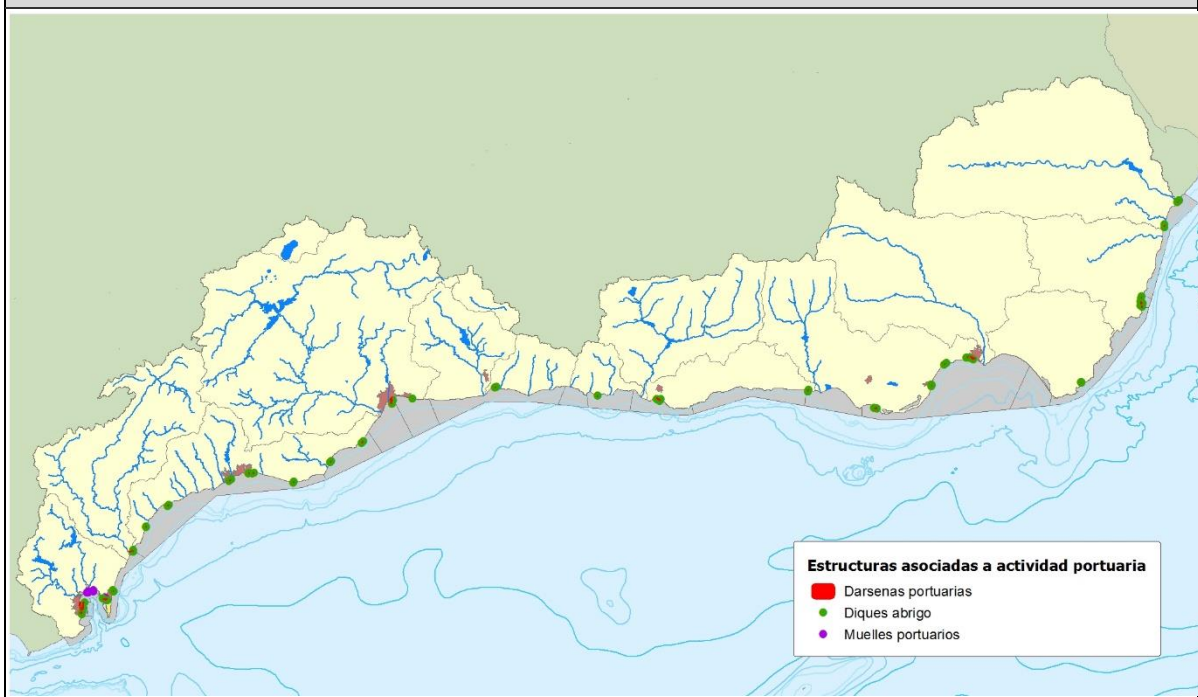 Estructuras asociadas a actividad portuaria
Darsenas portuarias
Diques abrigo
Muelles portuarios